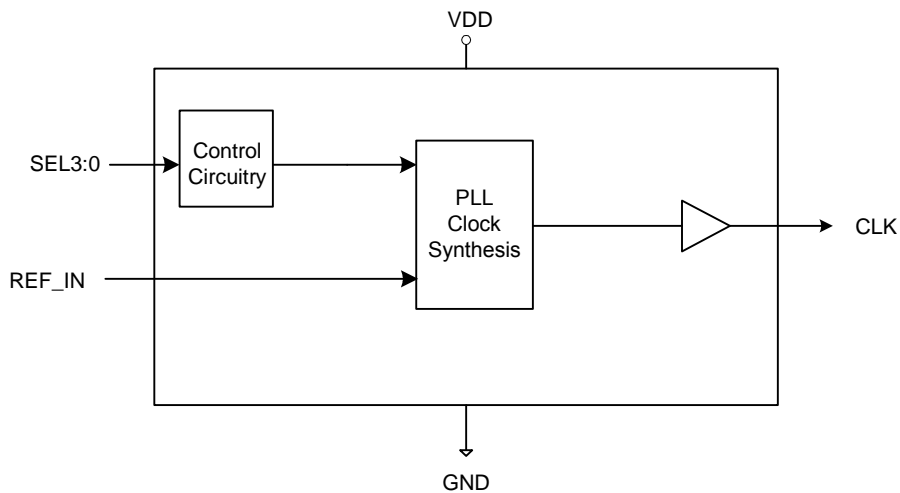 VDD
SEL3:0
Control
Circuitry
PLL
Clock
Synthesis
CLK
REF_IN
GND